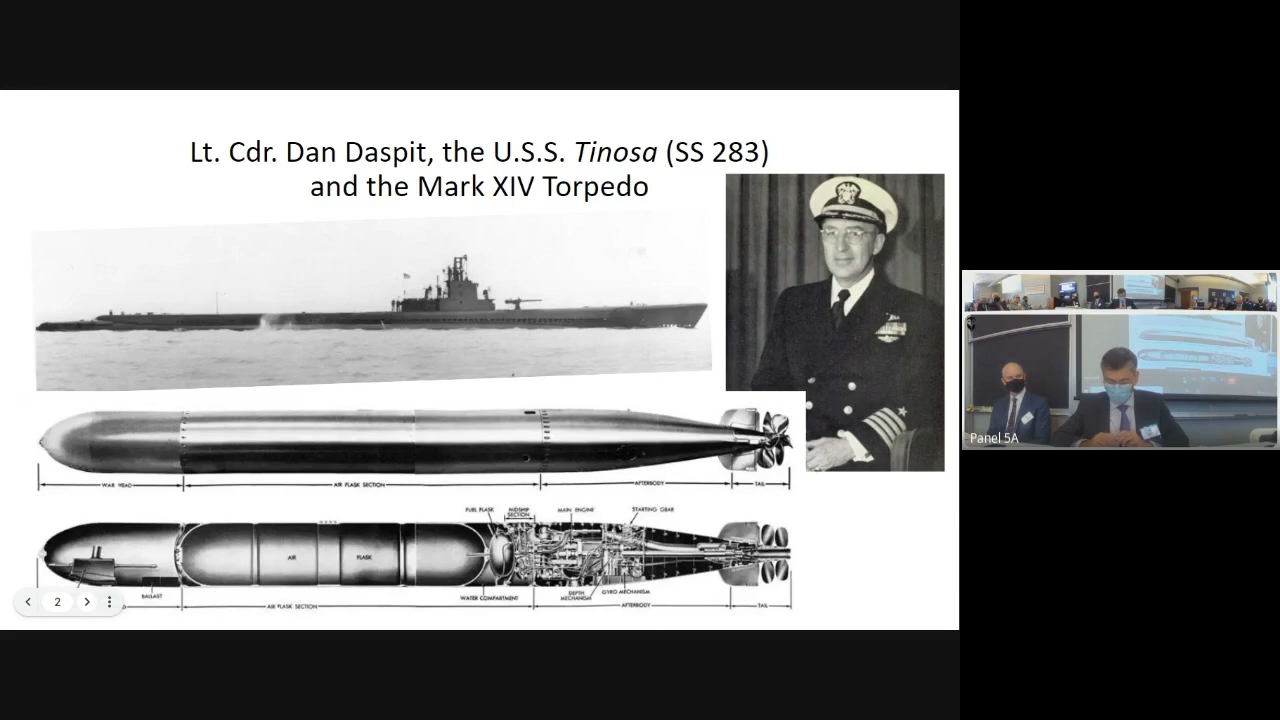 Lt. Cdr. Dan Daspit, the U.S.S. Tinosa (SS 283)
and the Mark XIV Torpedo
WAR HEAD
AIR FLASK SECTION
AFTERBODY
TAIL
FUEL FLASK
MIDSHIP
SECTION
MAIN ENGINE
STARTING GEAR
AIR
FLASK
BALLAST
WATER COMPARTMENT
DEPTH
MECHANISM
GYRO MECHANISM
AIR FLASK SECTION
AFTERBODY
TAIL
2
Panel 5A